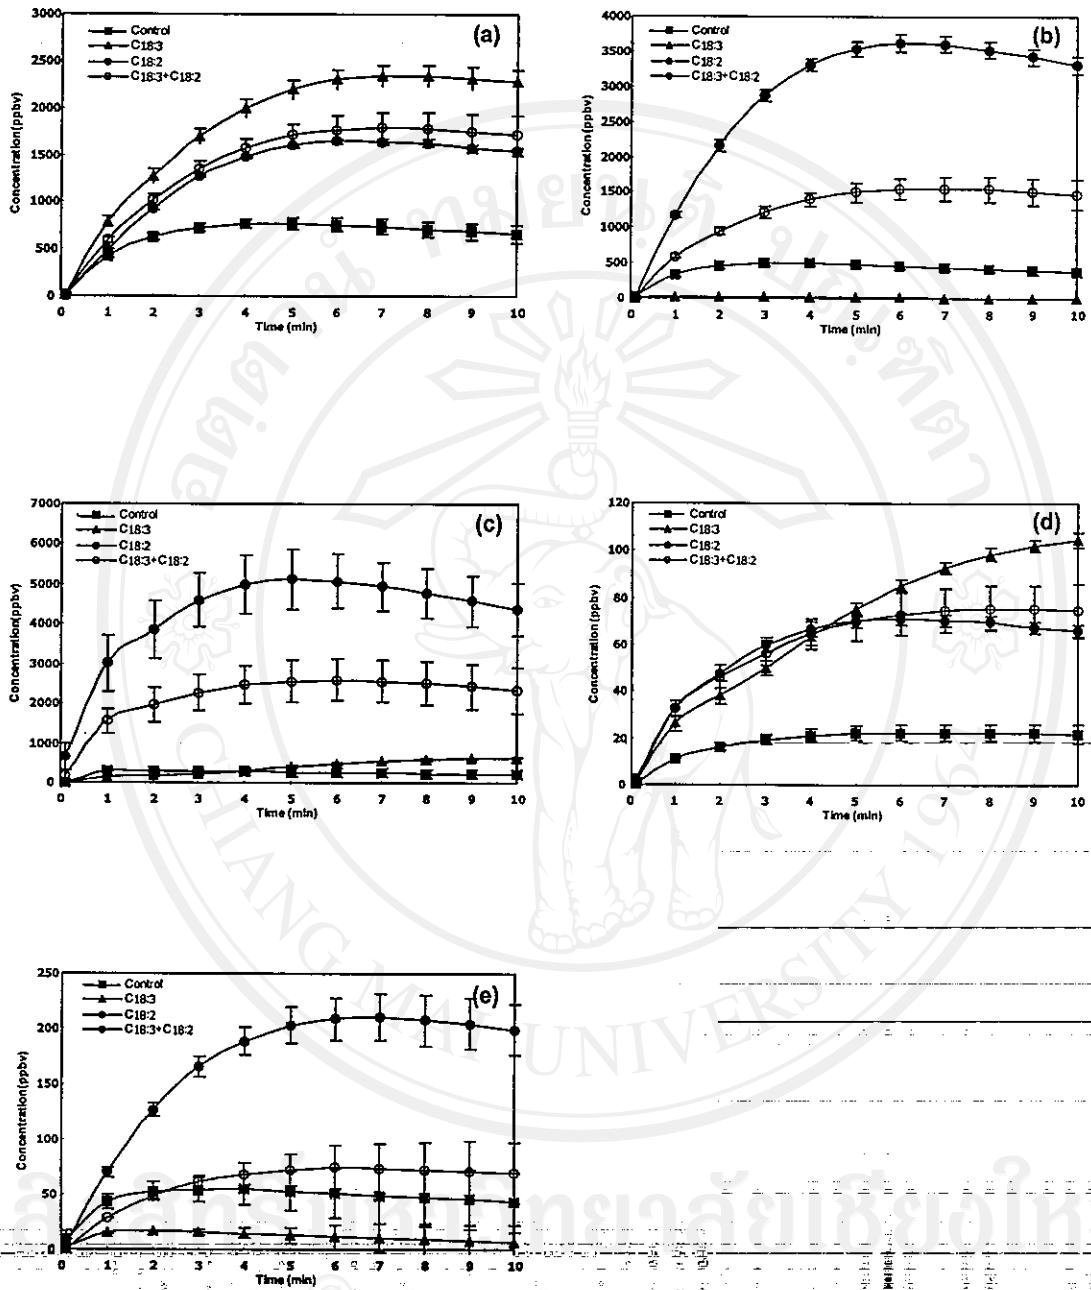 (a)
Control
C18:3
C18:2
C18:3+C18:2
Concentration(ppbv)
3000
2500
2000
1500
1000
500
0
0 1 2 3 4 5 6 7 8 9 10
Time (min)
(b)
Control
C18:3
C18:2
C18:3+C18:2
Concentration(ppbv)
4000
3500
3000
2500
2000
1500
1000
500
0
0 1 2 3 4 5 6 7 8 9 10
Time (min)
(c)
Control
C18:3
C18:2
C18:3+C18:2
Concentration(ppbv)
7000
6000
5000
4000
3000
2000
1000
0
0 1 2 3 4 5 6 7 8 9 10
Time (min)
(d)
Control
C18:3
C18:2
C18:3+C18:2
Concentration(ppbv)
120
100
80
60
40
20
0
0 1 2 3 4 5 6 7 8 9 10
Time (min)
(e)
Control
C18:3
C18:2
C18:3+C18:2
Concentration(ppbv)
250
200
150
100
50
0
0 1 2 3 4 5 6 7 8 9 10
Time (min)
CHIANG MAI UNIVERSITY 1964